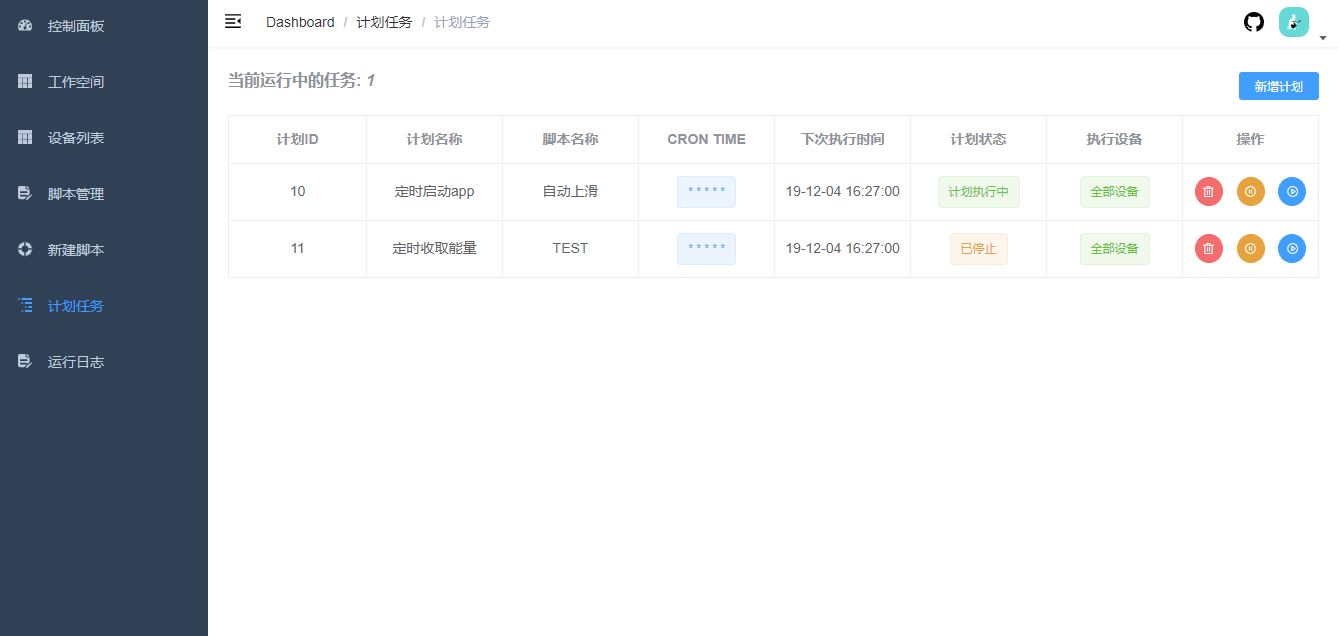 控制面板
工作空间
设备列表
脚本管理
新建脚本
计划任务
运行日志
Dashboard / 计划任务 / 计划任务
当前运行中的任务: 1
新增计划
计划ID 计划名称 脚本名称 CRON TIME 下次执行时间 计划状态 执行设备 操作
10 定时启动app 自动上滑 * * * * * 19-12-04 16:27:00 计划执行中 全部设备
11 定时收取能量 TEST * * * * * 19-12-04 16:27:00 已停止 全部设备